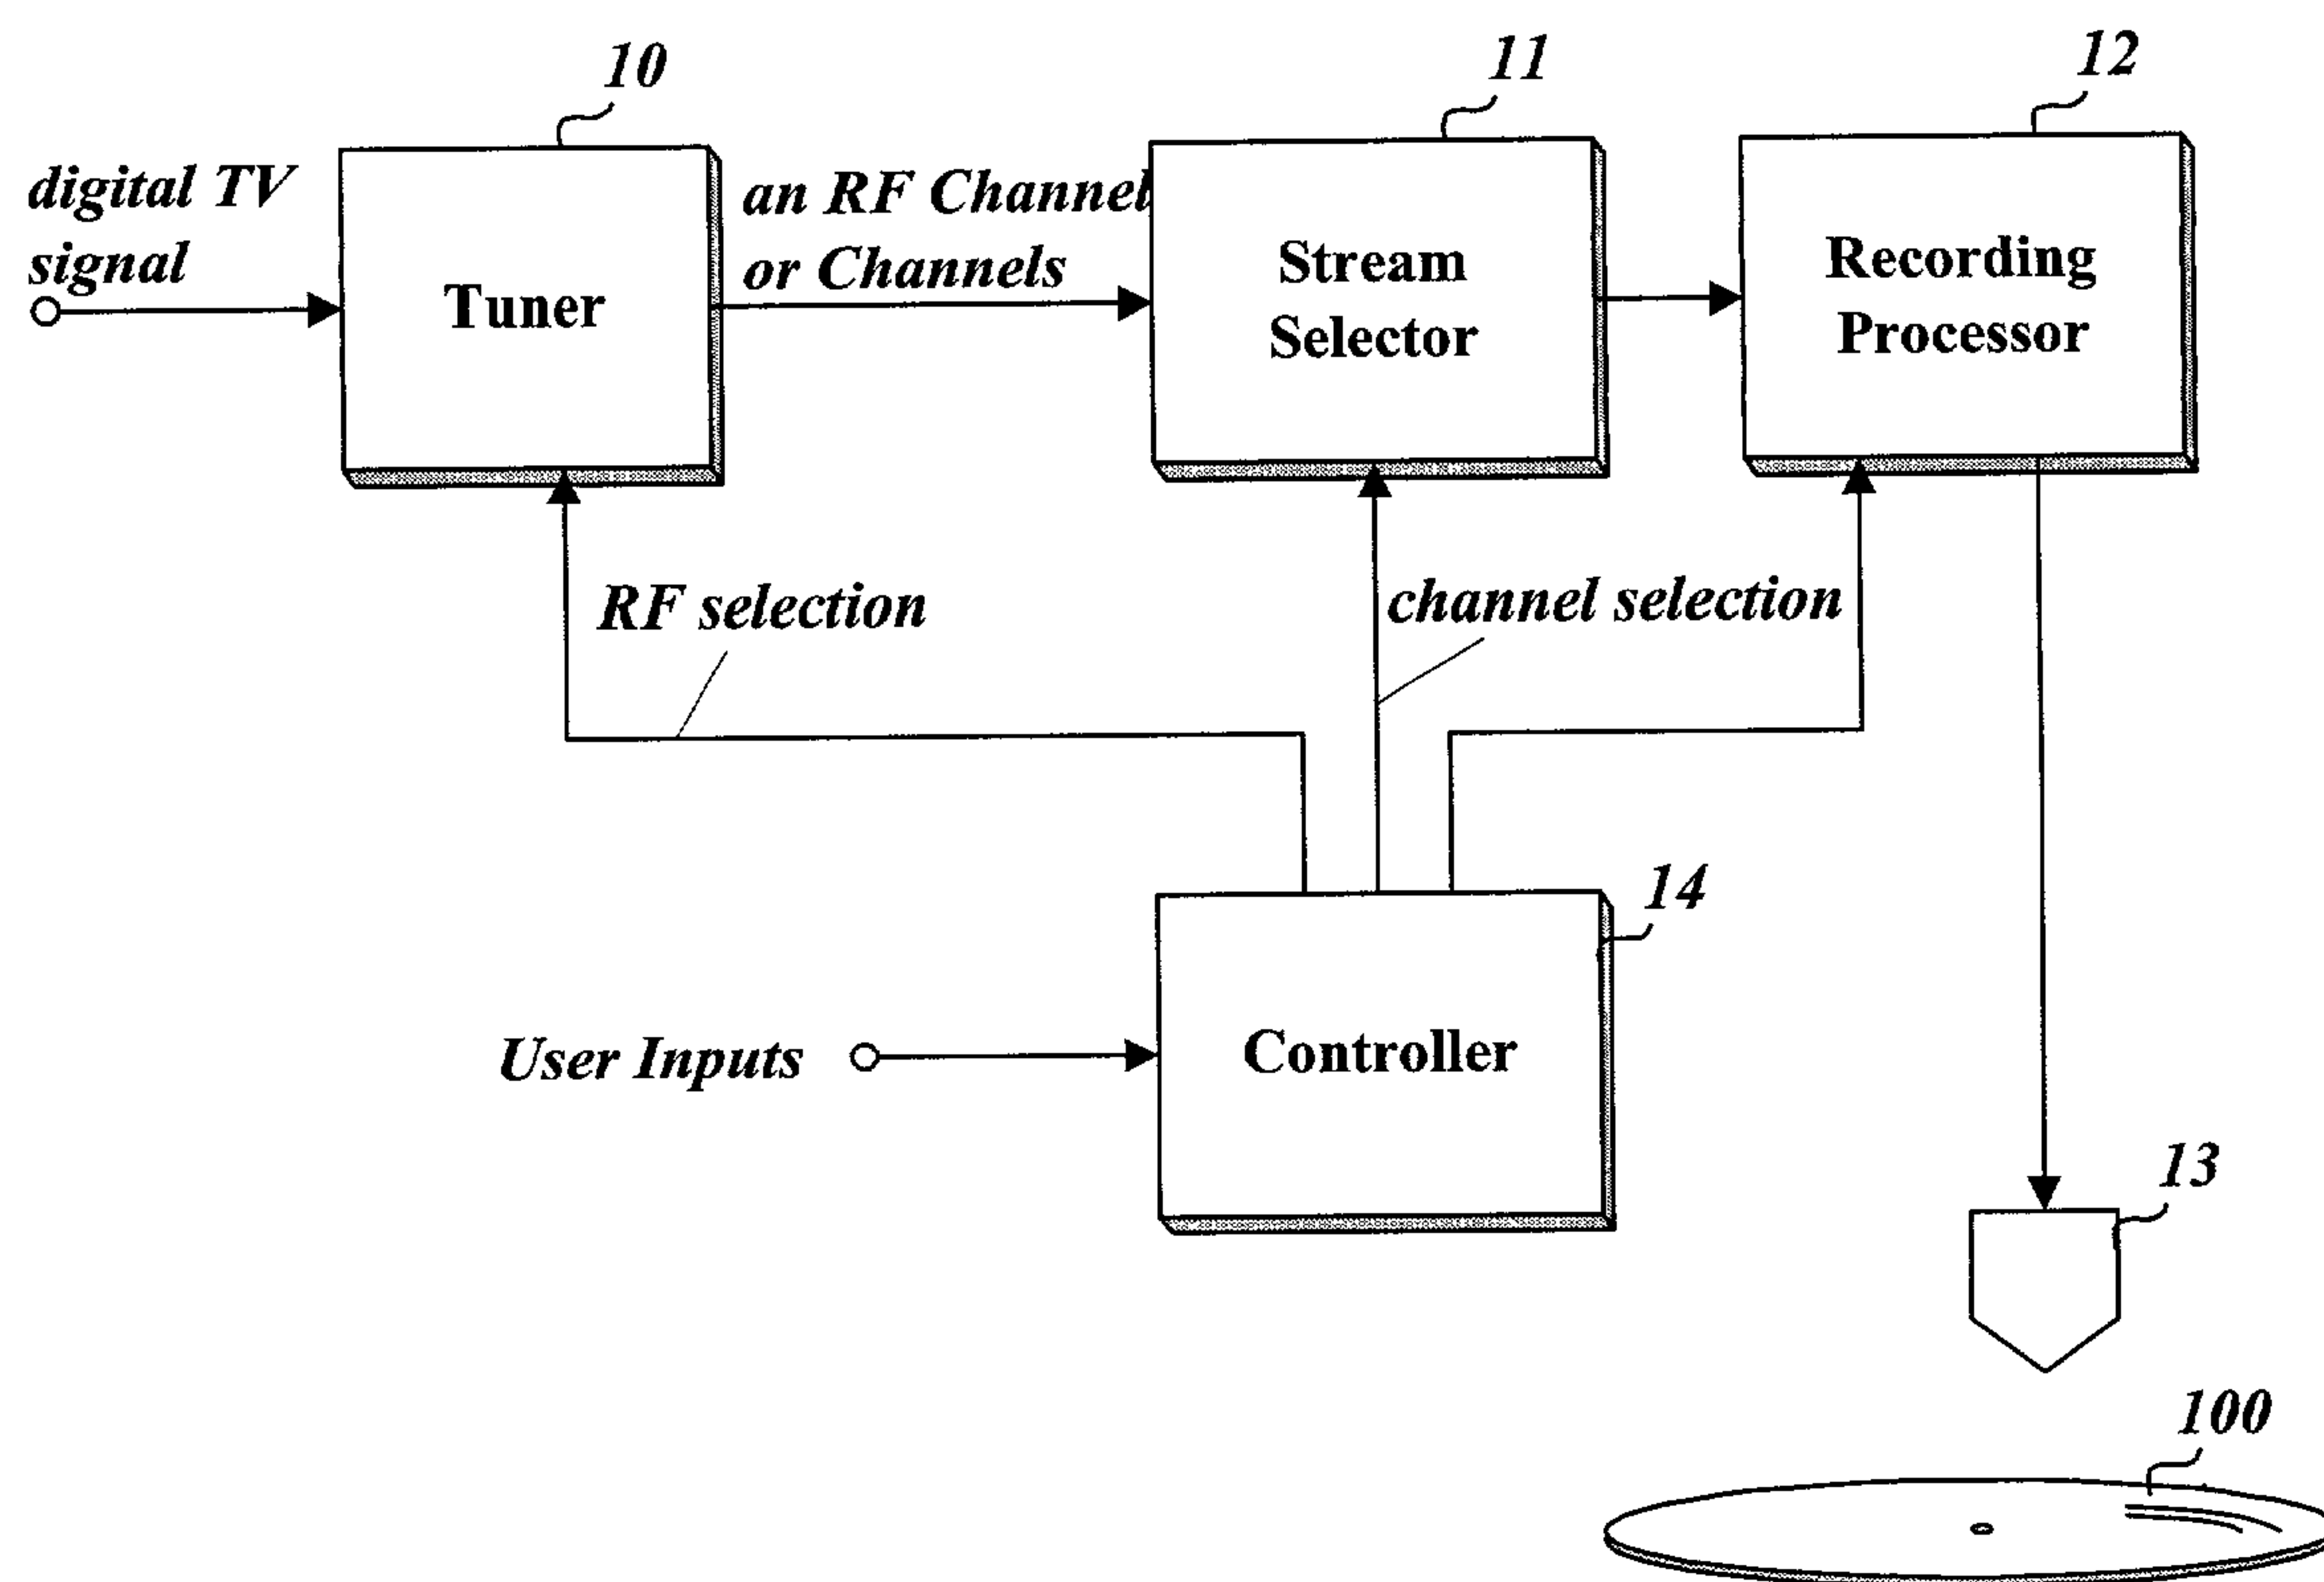 10
11
12
digital TV
signal
an RF Channel
or Channels
Tuner
Stream
Selector
Recording
Processor
RF selection
channel selection
14
User Inputs
Controller
13
100